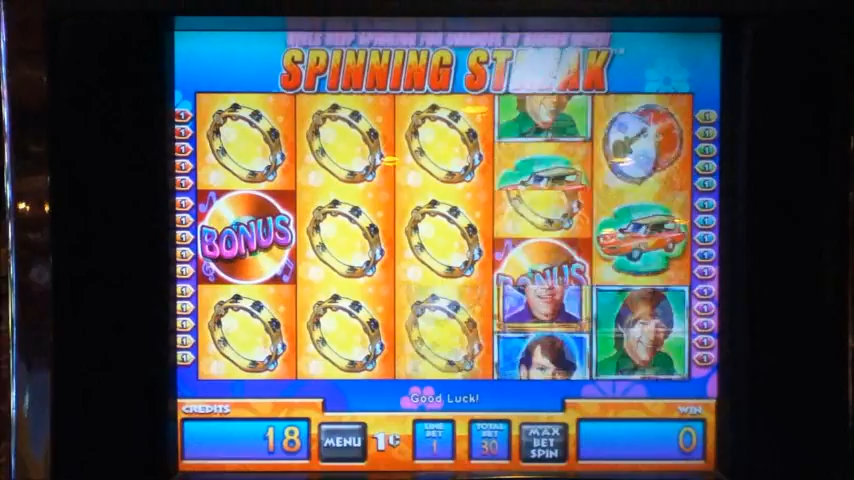 SPINNING STREAK
BONUS
BONUS
Good Luck!
CREDITS
WIN
18
MENU
1¢
LINE BET
1
TOTAL BET
30
MAX BET SPIN
0